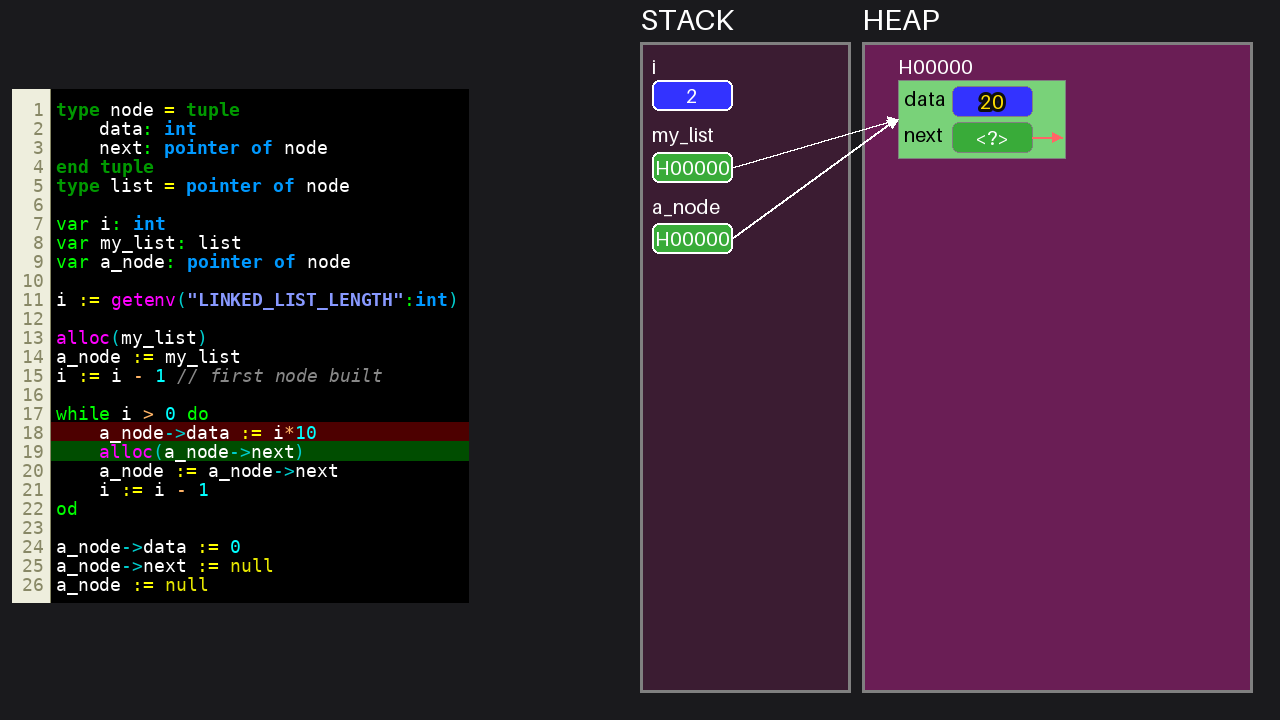 STACK
HEAP
1 type node = tuple
2     data: int
3     next: pointer of node
4 end tuple
5 type list = pointer of node
6
7 var i: int
8 var my_list: list
9 var a_node: pointer of node
10
11 i := getenv("LINKED_LIST_LENGTH":int)
12
13 alloc(my_list)
14 a_node := my_list
15 i := i - 1 // first node built
16
17 while i > 0 do
18     a_node->data := i*10
19     alloc(a_node->next)
20     a_node := a_node->next
21     i := i - 1
22 od
23
24 a_node->data := 0
25 a_node->next := null
26 a_node := null
i
2
my_list
H00000
a_node
H00000
H00000
data 20
next <?>